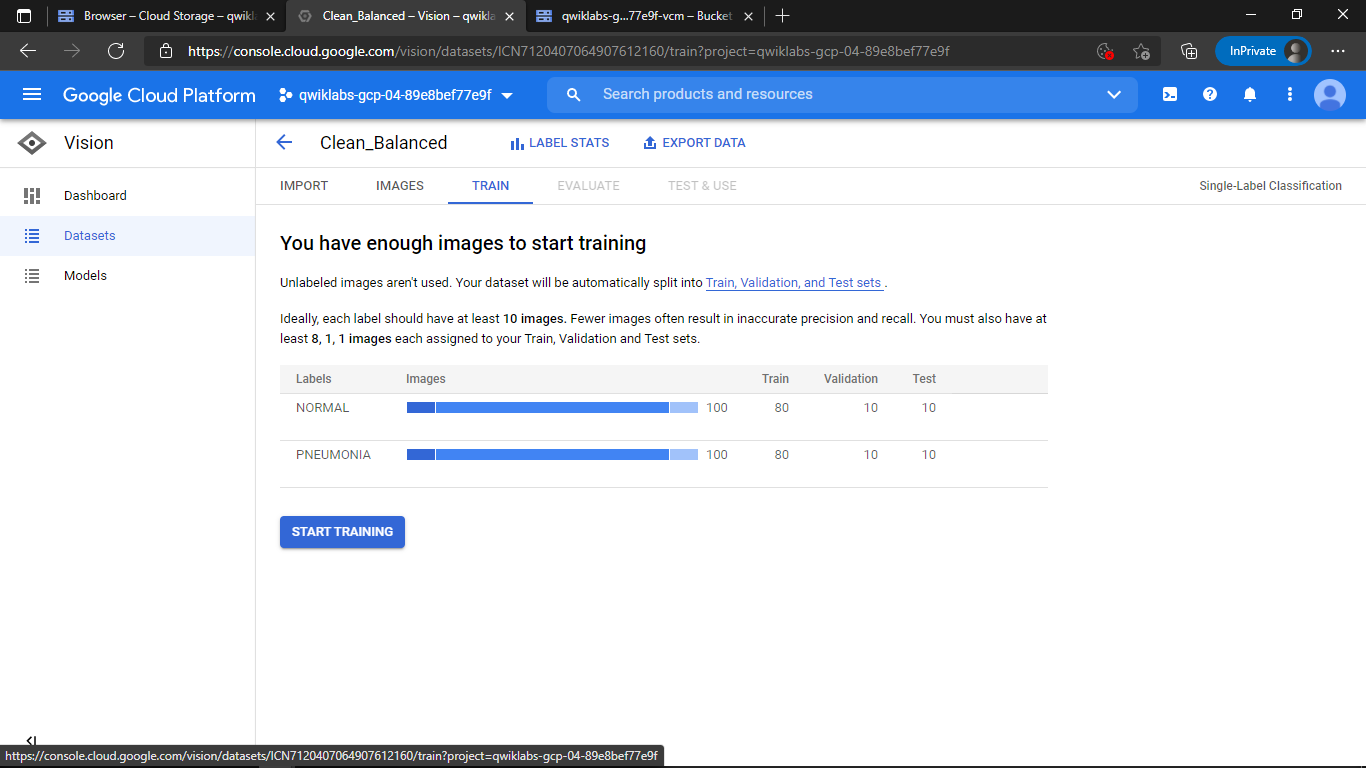 Browser – Cloud Storage – qwikla
Clean_Balanced – Vision – qwikla
qwiklabs-g...77e9f-vcm – Bucket
https://console.cloud.google.com/vision/datasets/ICN7120407064907612160/train?project=qwiklabs-gcp-04-89e8bef77e9f
InPrivate
Google Cloud Platform
qwiklabs-gcp-04-89e8bef77e9f
Search products and resources
Vision
Clean_Balanced
LABEL STATS
EXPORT DATA
Dashboard
Datasets
Models
IMPORT
IMAGES
TRAIN
EVALUATE
TEST & USE
Single-Label Classification
You have enough images to start training
Unlabeled images aren't used. Your dataset will be automatically split into Train, Validation, and Test sets .
Ideally, each label should have at least 10 images. Fewer images often result in inaccurate precision and recall. You must also have at
least 8, 1, 1 images each assigned to your Train, Validation and Test sets.
Labels Images Train Validation Test
NORMAL 100 80 10 10
PNEUMONIA 100 80 10 10
START TRAINING
https://console.cloud.google.com/vision/datasets/ICN7120407064907612160/train?project=qwiklabs-gcp-04-89e8bef77e9f